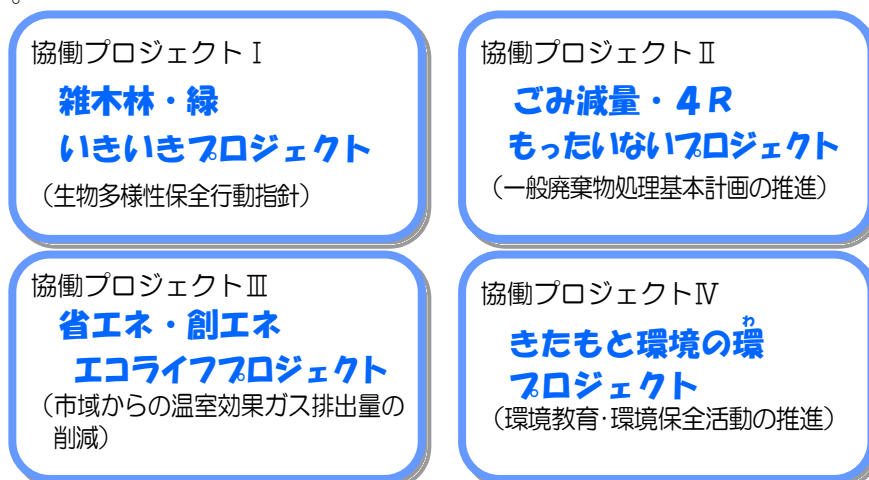 。
協働プロジェクトⅠ
雑木林・緑
いきいきプロジェクト
（生物多様性保全行動指針）
協働プロジェクトⅡ
ごみ減量・４Ｒ
もったいないプロジェクト
（一般廃棄物処理基本計画の推進）
協働プロジェクトⅢ
省エネ・創エネ
エコライフプロジェクト
（市域からの温室効果ガス排出量の
削減）
協働プロジェクトⅣ
わ
きたもと環境の環
プロジェクト
（環境教育・環境保全活動の推進）